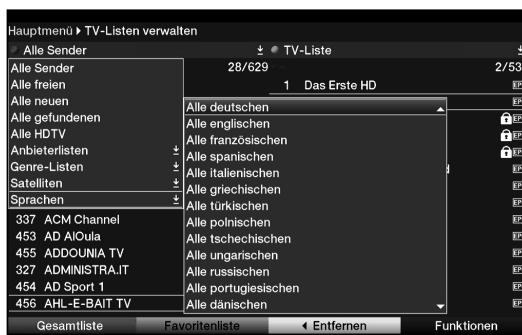 Hauptmenü ▸ TV-Listen verwalten
Alle Sender
TV-Liste
28/629
2/53
Alle Sender
Alle freien
Alle neuen
Alle gefundenen
Alle HDTV
Anbieterlisten
Genre-Listen
Satelliten
Sprachen
1 Das Erste HD
Alle deutschen
Alle englischen
Alle französischen
Alle spanischen
Alle italienischen
Alle griechischen
Alle türkischen
Alle polnischen
Alle tschechischen
Alle ungarischen
Alle russischen
Alle portugiesischen
Alle dänischen
337 ACM Channel
453 AD AlOula
455 ADDOUNIA TV
327 ADMINISTRA.IT
454 AD Sport 1
456 AHL-E-BAIT TV
Gesamtliste
Favoritenliste
Entfernen
Funktionen